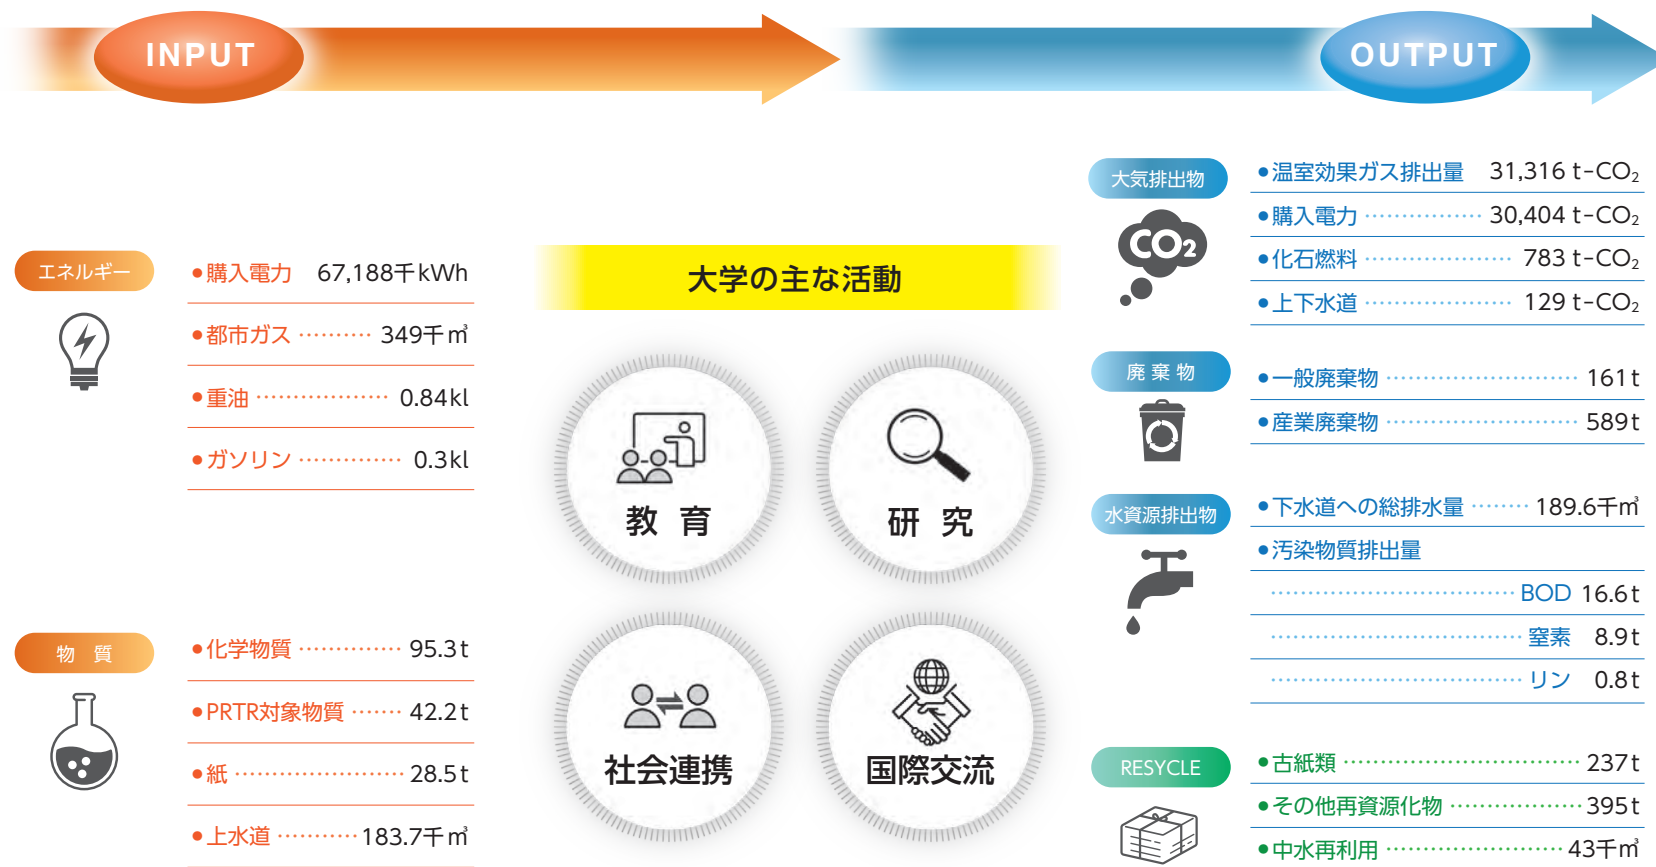 INPUT
OUTPUT
エネルギー
•購入電力 67,188千kWh
•都市ガス ………… 349千㎥
•重油 ……………… 0.84kl
•ガソリン ………… 0.3kl
物 質
•化学物質 ………… 95.3t
•PRTR対象物質 ……… 42.2t
•紙 ………………… 28.5t
•上水道 ………… 183.7千㎥
大学の主な活動
教 育
研 究
社会連携
国際交流
大気排出物
CO2
•温室効果ガス排出量 31,316 t-CO₂
•購入電力 …………… 30,404 t-CO₂
•化石燃料 ……………… 783 t-CO₂
•上下水道 ……………… 129 t-CO₂
廃 棄 物
•一般廃棄物 …………………… 161t
•産業廃棄物 …………………… 589t
水資源排出物
•下水道への総排水量 ……… 189.6千㎥
•汚染物質排出量
………………………… BOD 16.6t
………………………… 窒素 8.9t
………………………… リン 0.8t
RESYCLE
•古紙類 ………………………… 237t
•その他再資源化物 …………… 395t
•中水再利用 ………………… 43千㎥